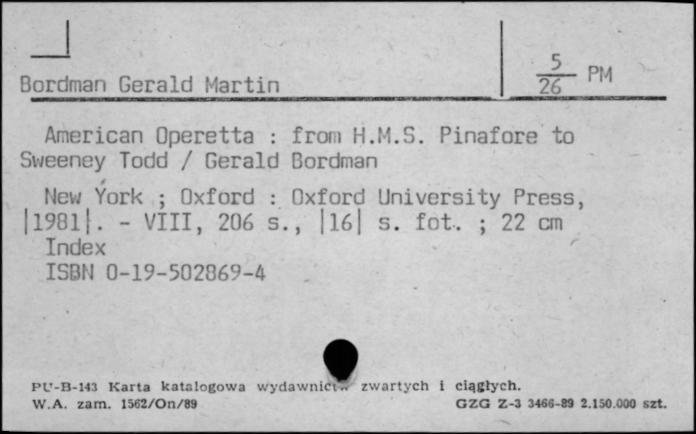 5/26 PM
Bordman Gerald Martin
American Operetta : from H.M.S. Pinafore to
Sweeney Todd / Gerald Bordman
New York ; Oxford : Oxford University Press,
|1981|. - VIII, 206 s., |16| s. fot. ; 22 cm
Index
ISBN 0-19-502869-4
PU-B-143 Karta katalogowa wydawnictw zwartych i ciągłych.
W.A. zam. 1562/On/89 GZG Z-3 3466-89 2.150.000 szt.